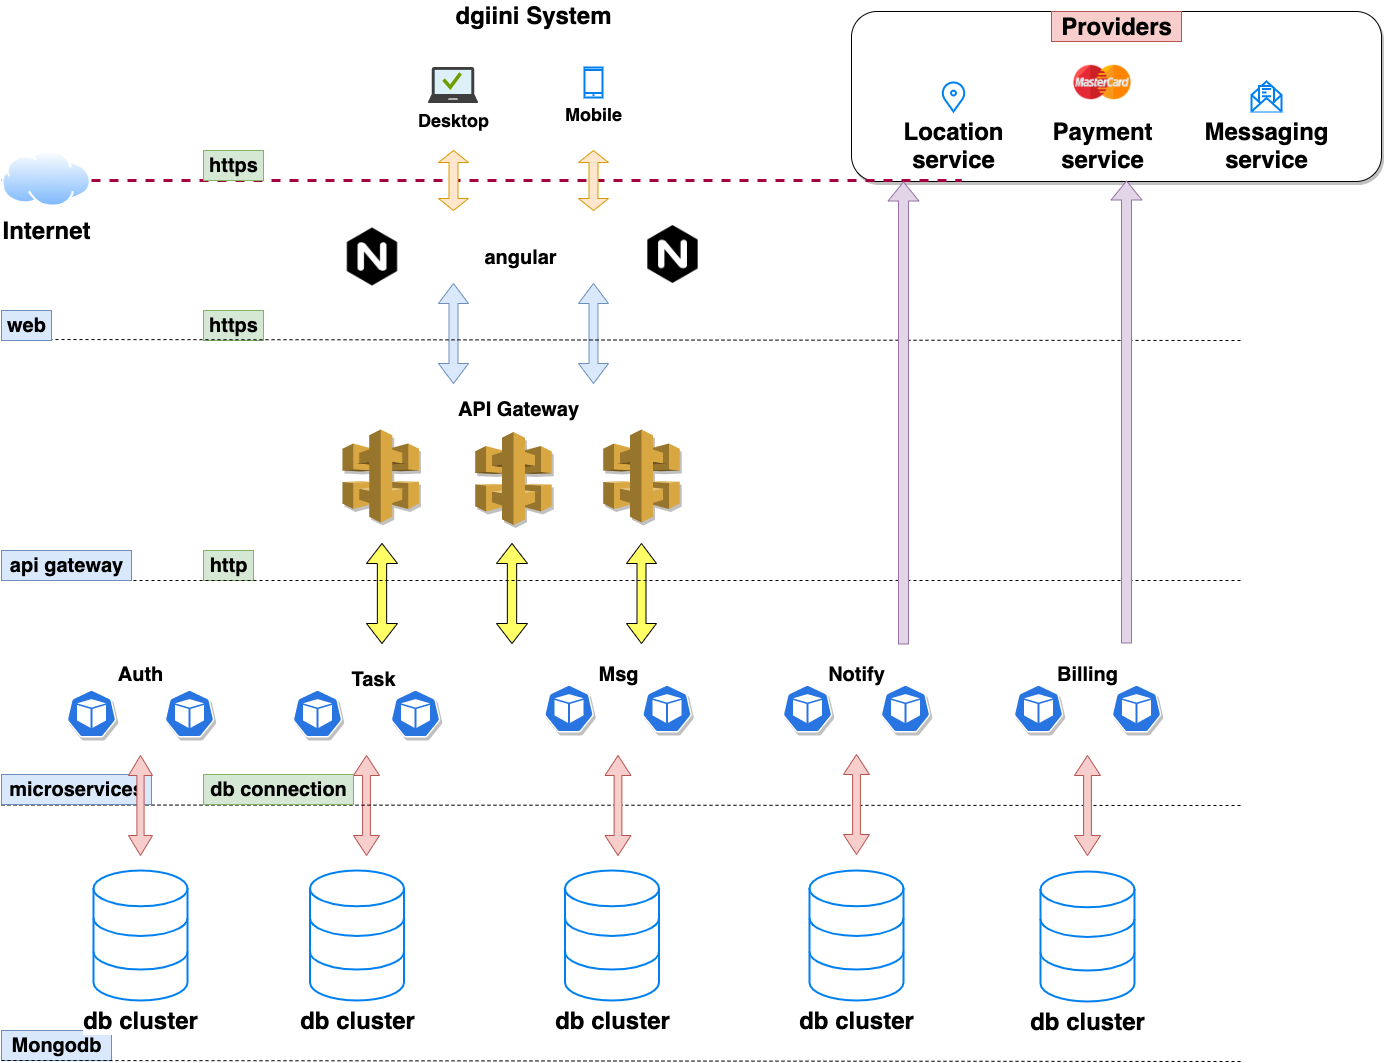 dgiini System
Providers
MasterCard
Desktop
Mobile
Location
service
Payment
service
Messaging
service
https
Internet
N
angular
N
web
https
API Gateway
api gateway
http
Auth
Task
Msg
Notify
Billing
microservices
db connection
db cluster
db cluster
db cluster
db cluster
db cluster
Mongodb